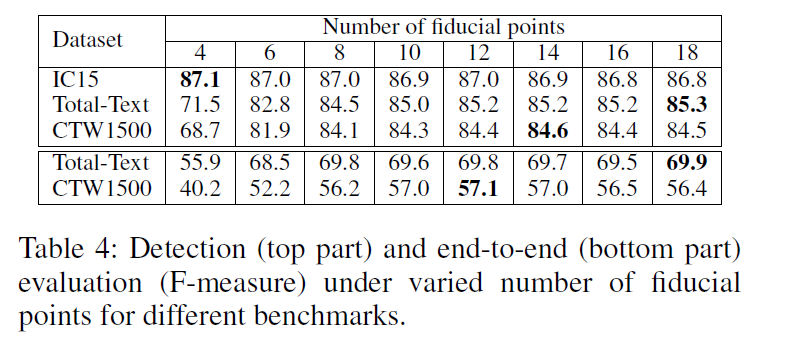 Dataset Number of fiducial points
4 6 8 10 12 14 16 18
IC15 87.1 87.0 87.0 86.9 87.0 86.9 86.8 86.8
Total-Text 71.5 82.8 84.5 85.0 85.2 85.2 85.2 85.3
CTW1500 68.7 81.9 84.1 84.3 84.4 84.6 84.4 84.5
Total-Text 55.9 68.5 69.8 69.6 69.8 69.7 69.5 69.9
CTW1500 40.2 52.2 56.2 57.0 57.1 57.0 56.5 56.4
Table 4: Detection (top part) and end-to-end (bottom part)
evaluation (F-measure) under varied number of fiducial
points for different benchmarks.